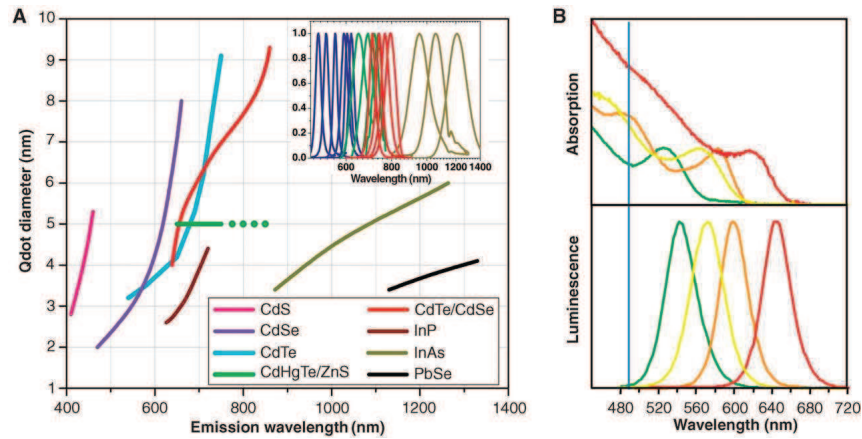 A
Qdot diameter (nm)
10
9
8
7
6
5
4
3
2
1
400 600 800 1000 1200 1400
Emission wavelength (nm)
1.0
0.8
0.6
0.4
0.2
0.0
600 800 1000 1200 1400
Wavelength (nm)
CdS
CdSe
CdTe
CdHgTe/ZnS
CdTe/CdSe
InP
InAs
PbSe
B
Absorption
Luminescence
480 520 560 600 640 680 720
Wavelength (nm)